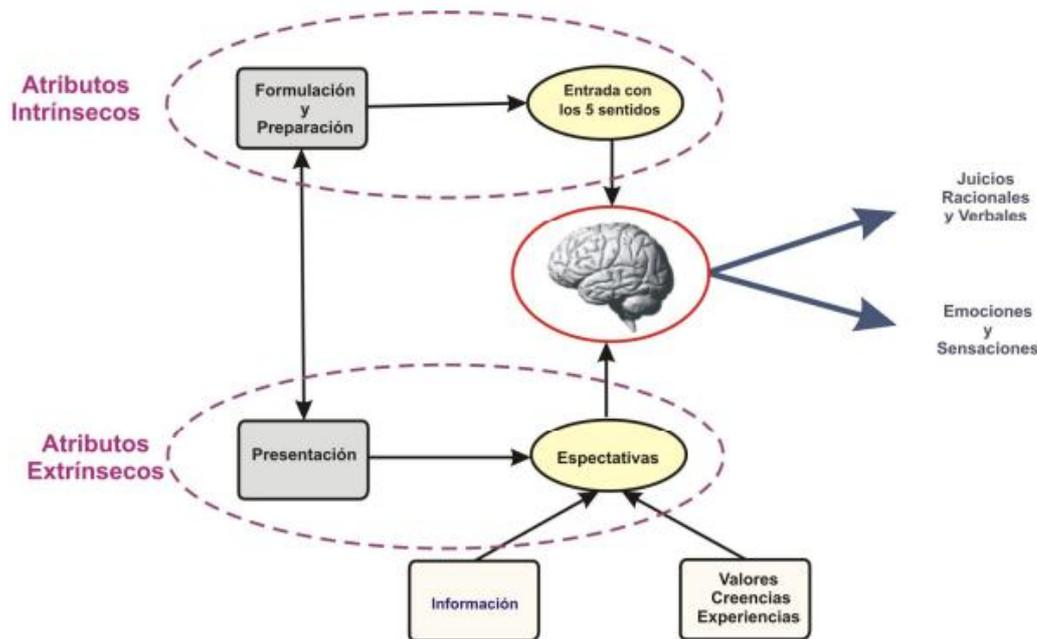 Atributos
Intrínsecos
Formulación
y
Preparación
Entrada con
los 5 sentidos
Juicios
Racionales
y Verbales
Emociones
y
Sensaciones
Atributos
Extrínsecos
Presentación
Espectativas
Información
Valores
Creencias
Experiencias